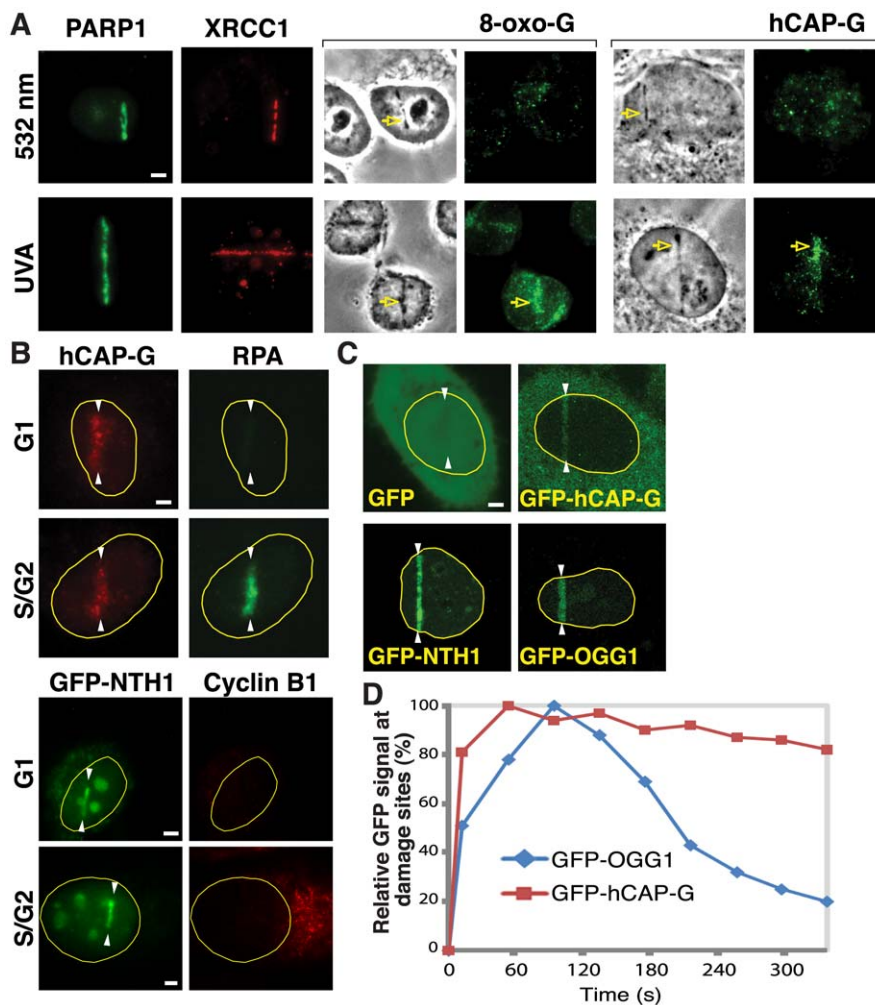 A
PARP1 XRCC1 8-oxo-G hCAP-G
532 nm
UVA
B
hCAP-G RPA
G1
S/G2
GFP-NTH1 Cyclin B1
G1
S/G2
C
GFP GFP-hCAP-G
GFP-NTH1 GFP-OGG1
D
Relative GFP signal at
damage sites (%)
100
80
60
40
20
0
GFP-OGG1
GFP-hCAP-G
0 60 120 180 240 300
Time (s)